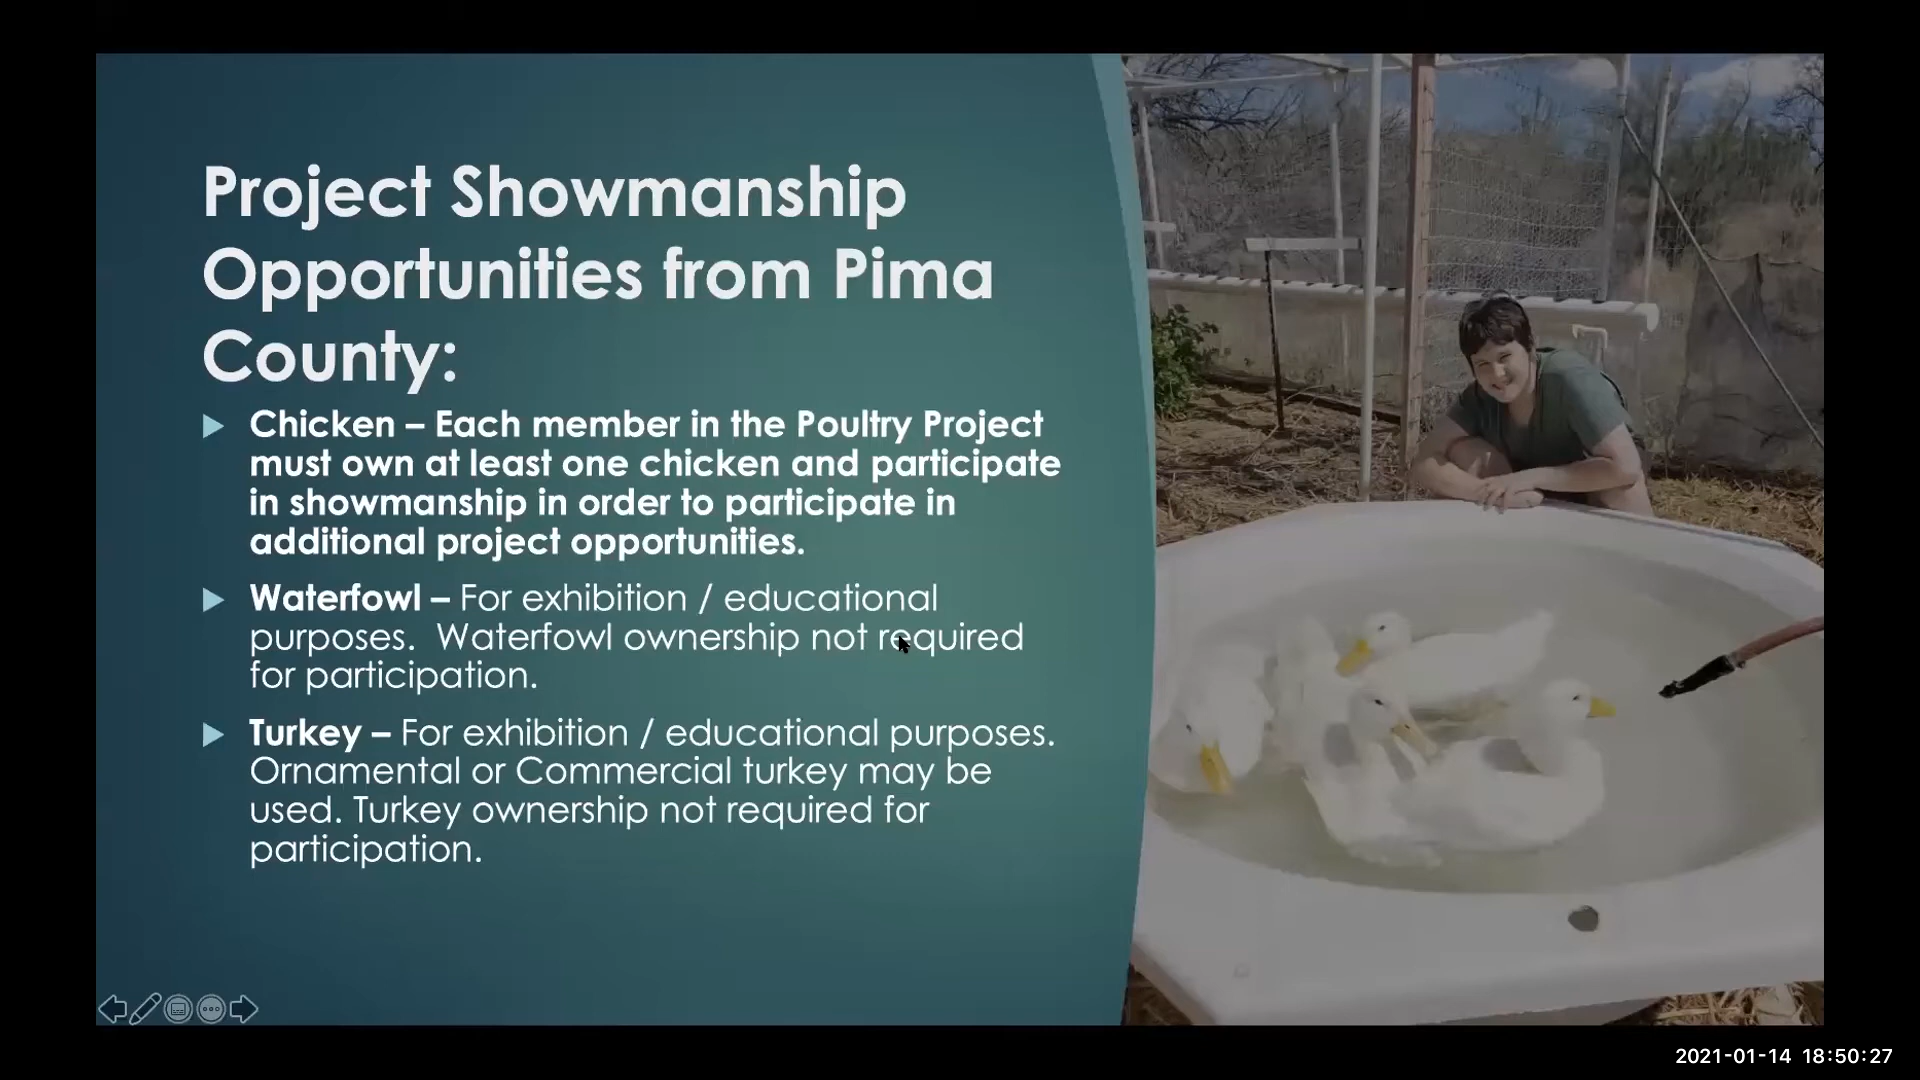 Project Showmanship
Opportunities from Pima
County:
Chicken – Each member in the Poultry Project
must own at least one chicken and participate
in showmanship in order to participate in
additional project opportunities.
Waterfowl – For exhibition / educational
purposes.  Waterfowl ownership not required
for participation.
Turkey – For exhibition / educational purposes.
Ornamental or Commercial turkey may be
used. Turkey ownership not required for
participation.
2021-01-14 18:50:27